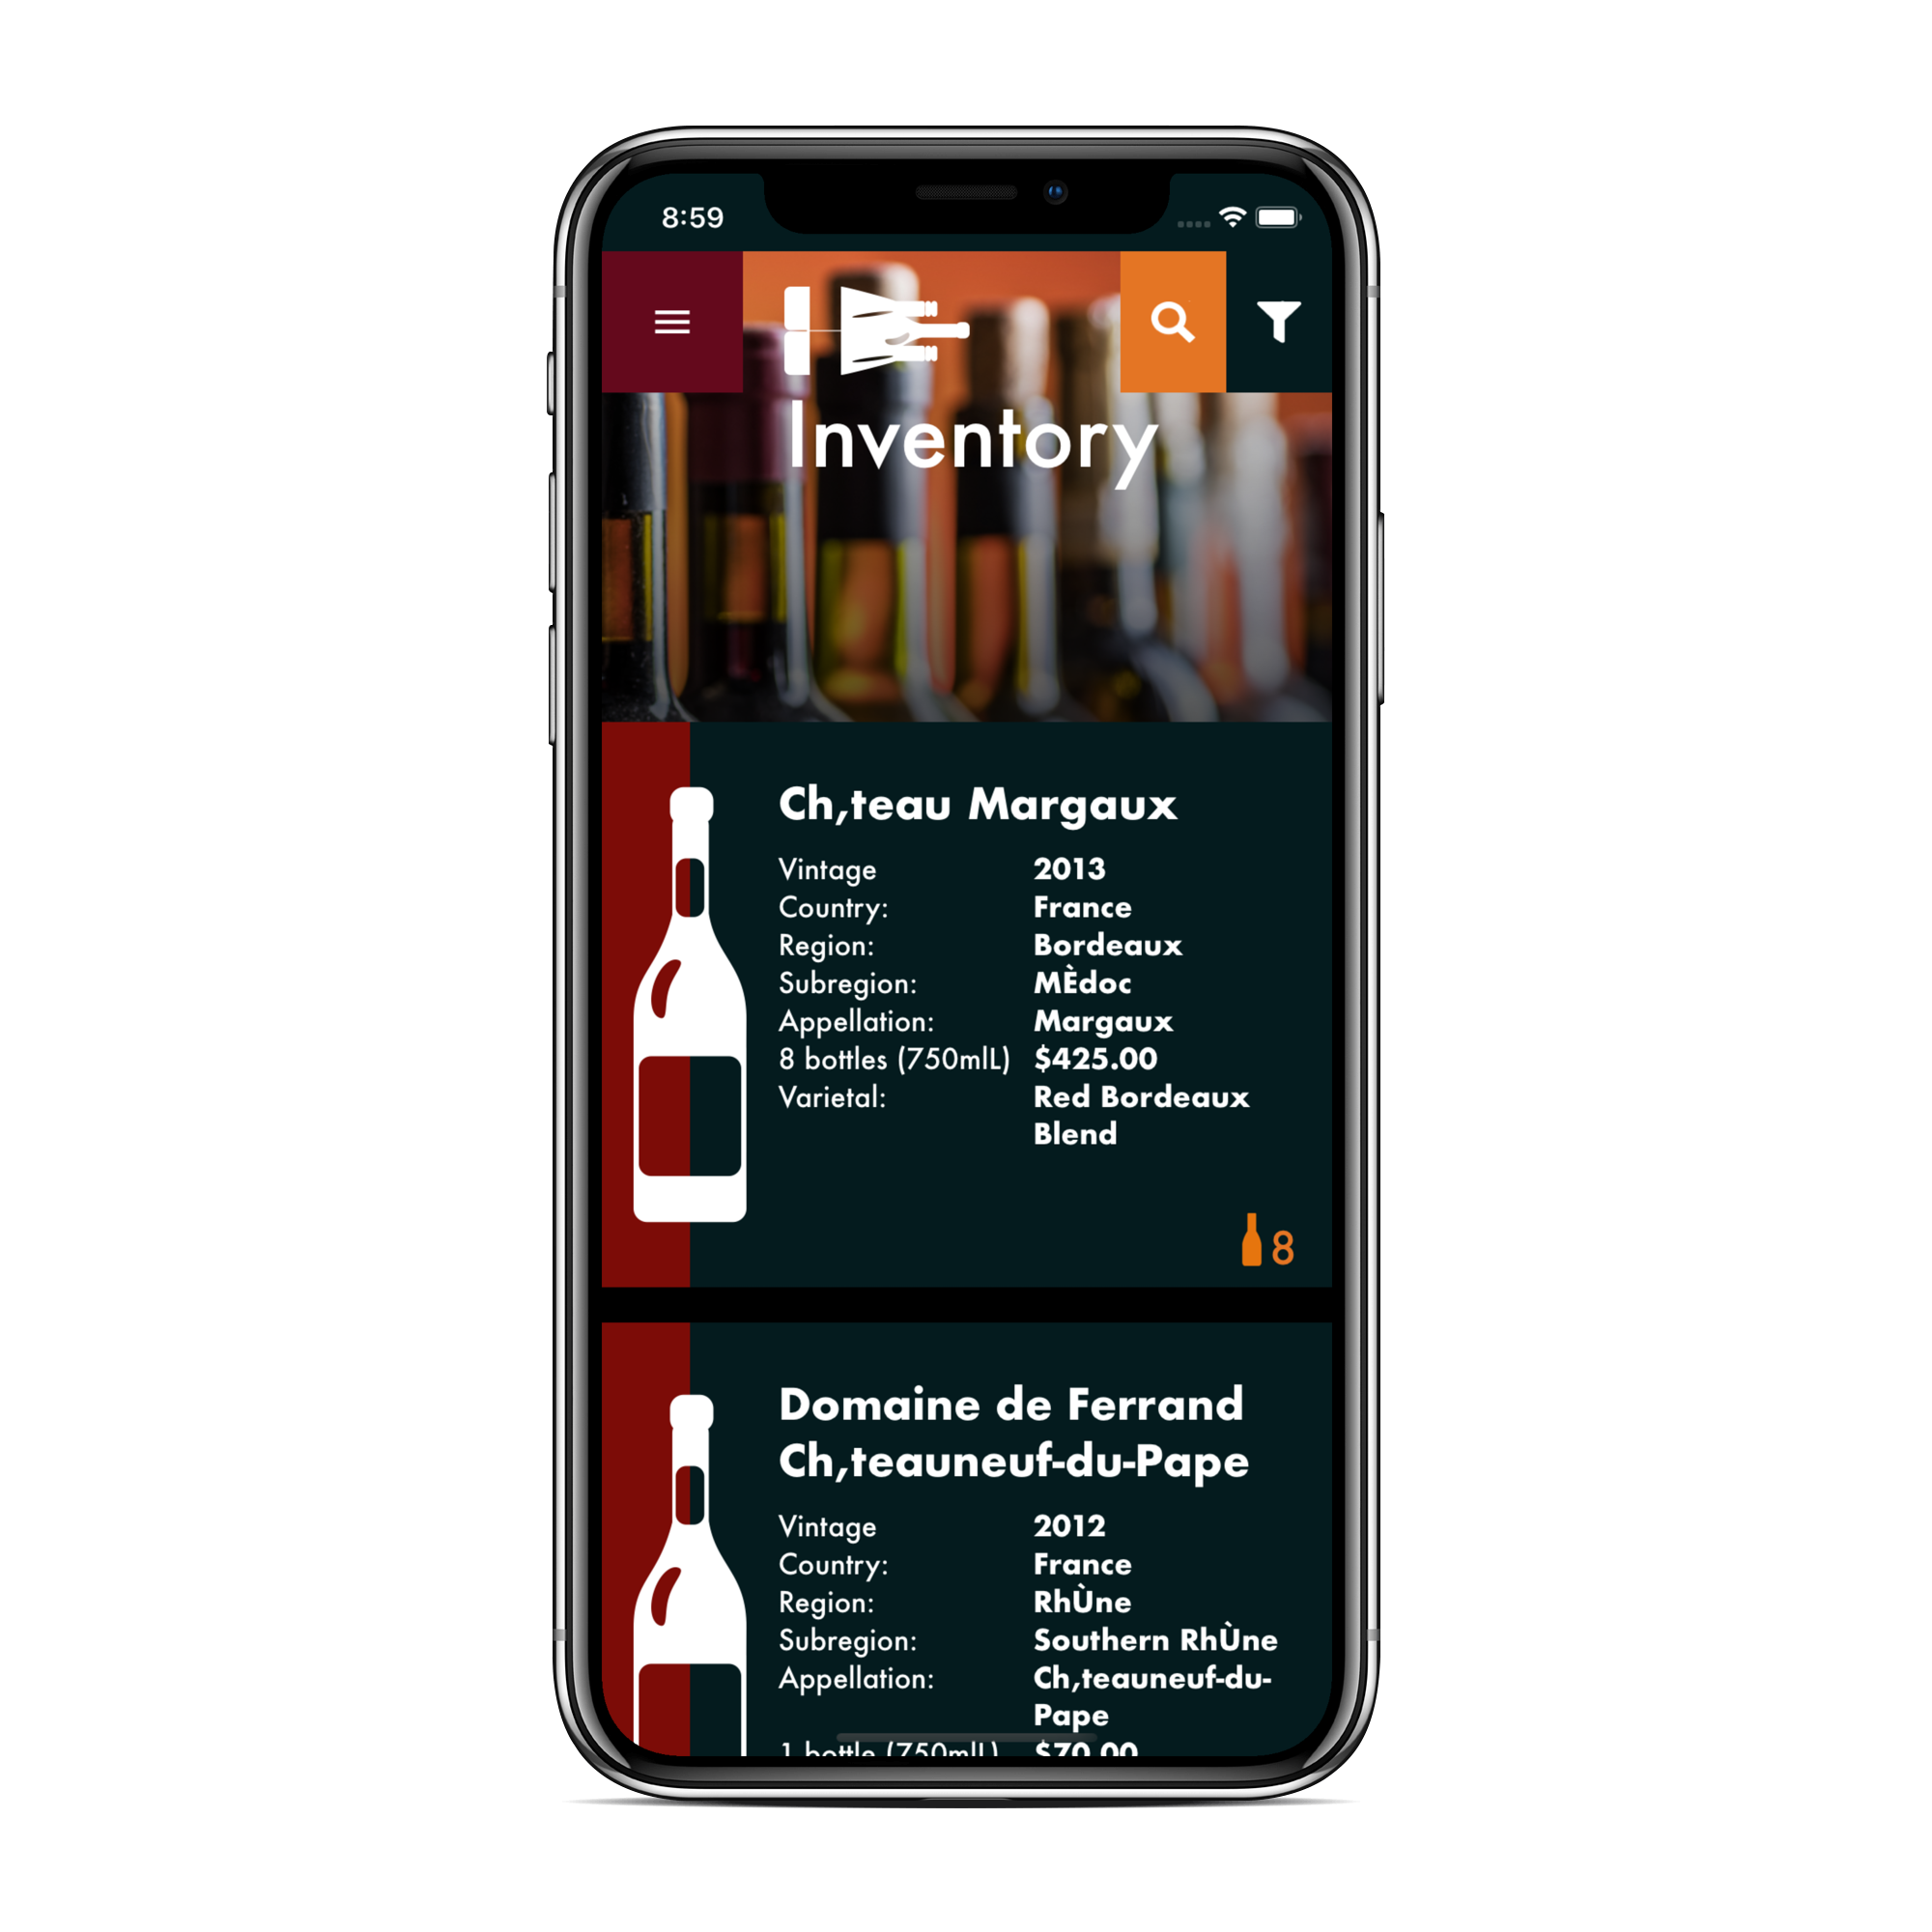 8:59
Inventory
Ch,teau Margaux
Vintage 2013
Country: France
Region: Bordeaux
Subregion: MÈdoc
Appellation: Margaux
8 bottles (750mlL) $425.00
Varietal: Red Bordeaux
Blend
8
Domaine de Ferrand
Ch,teauneuf-du-Pape
Vintage 2012
Country: France
Region: RhÙne
Subregion: Southern RhÙne
Appellation: Ch,teauneuf-du-
Pape
1 bottle (750mlL) $70.00